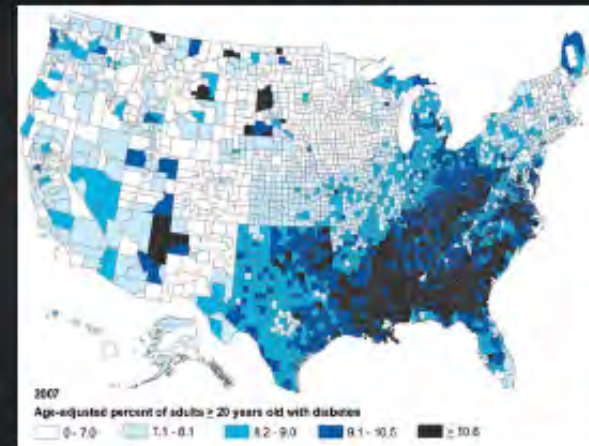 2007
Age-adjusted percent of adults ≥ 20 years old with diabetes
0 - 7.0 7.1 - 8.1 8.2 - 9.0 9.1 - 10.5 > 10.6